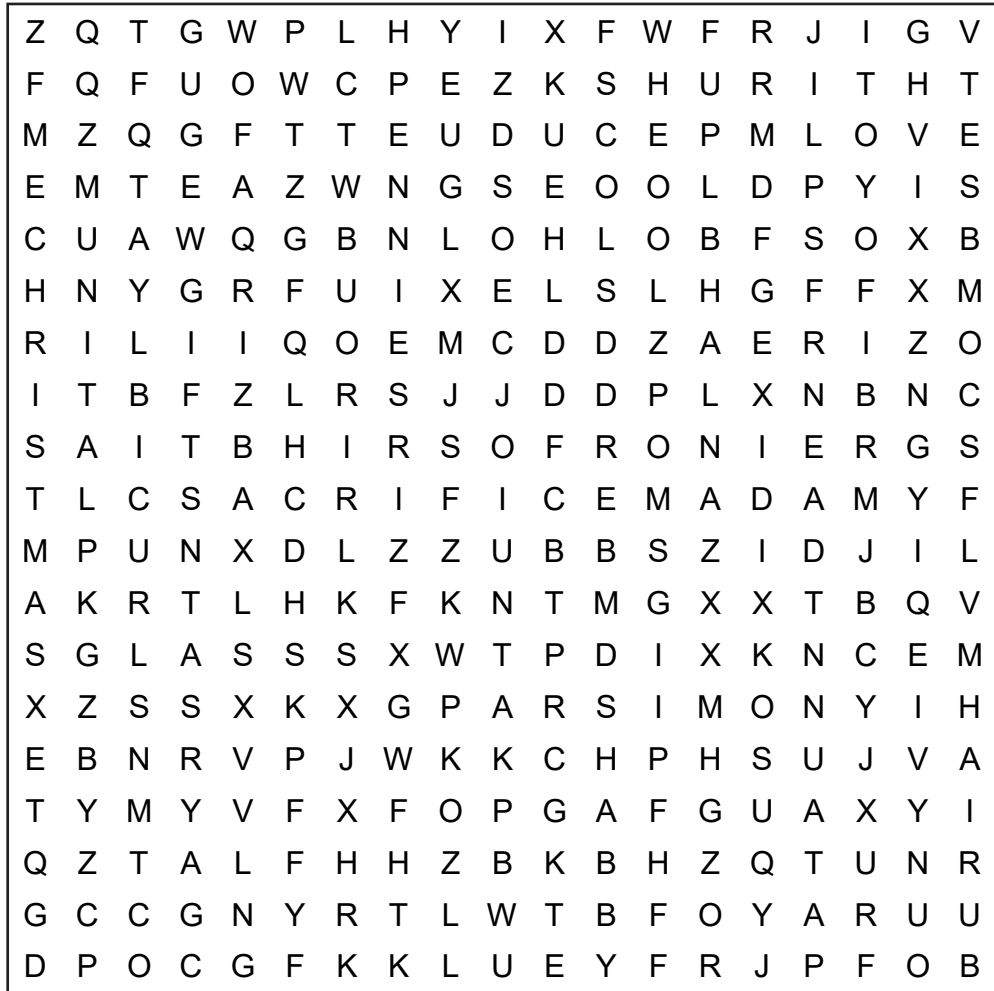 Z Q T G W P L H Y I X F W F R J I G V
F Q F U O W C P E Z K S H U R I T H T
M Z Q G F T T E U D U C E P M L O V E
E M T E A Z W N G S E O O L D P Y I S
C U A W Q G B N L O H L O B F S O X B
H N Y G R F U I X E L S L H G F F X M
R I L I I Q O E M C D D Z A E R I Z O
I T B F Z L R S J J D D P L X N B N C
S A I T B H I R S O F R O N I E R G S
T L C S A C R I F I C E M A D A M Y F
M P U N X D L Z Z U B B S Z I D J I L
A K R T L H K F K N T M G X X T B Q V
S G L A S S S X W T P D I X K N C E M
X Z S S X K X G P A R S I M O N Y I H
E B N R V P J W K K C H P H S U J V A
T Y M Y V F X F O P G A F G U A X Y I
Q Z T A L F H H Z B K B H Z Q T U N R
G C C G N Y R T L W T B F O Y A R U U
D P O C G F K K L U E Y F R J P F O B